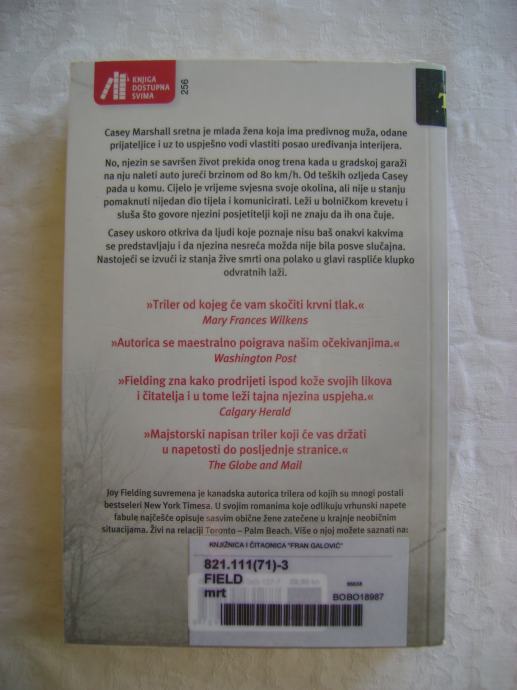 KNJIGA
DOSTUPNA
SVIMA
256
T
Casey Marshall sretna je mlada žena koja ima predivnog muža, odane
prijateljice i uz to uspješno vodi vlastiti posao uređivanja interijera.
No, njezin se savršen život prekida onog trena kada u gradskoj garaži
na nju naleti auto jureći brzinom od 80 km/h. Od teških ozljeda Casey
pada u komu. Cijelo je vrijeme svjesna svoje okolina, ali nije u stanju
pomaknuti nijedan dio tijela i komunicirati. Leži u bolničkom krevetu i
sluša što govore njezini posjetitelji koji ne znaju da ih ona čuje.
Casey uskoro otkriva da ljudi koje poznaje nisu baš onakvi kakvima
se predstavljaju i da njezina nesreća možda nije bila posve slučajna.
Nastojeći se izvući iz stanja žive smrti ona polako u glavi raspliće klupko
odvratnih laži.
»Triler od kojeg će vam skočiti krvni tlak.«
Mary Frances Wilkens
»Autorica se maestralno poigrava našim očekivanjima.«
Washington Post
»Fielding zna kako prodrijeti ispod kože svojih likova
i čitatelja i u tome leži tajna njezina uspjeha.«
Calgary Herald
»Majstorski napisan triler koji će vas držati
u napetosti do posljednje stranice.«
The Globe and Mail
Joy Fielding suvremena je kanadska autorica trilera od kojih su mnogi postali
bestseleri New York Timesa. U svojim romanima koje odlikuju vrhunski napete
fabule najčešće opisuje sasvim obične žene zatečene u krajnje neobičnim
situacijama. Živi na relaciji Toronto – Palm Beach. Više o njoj možete saznati na:
KNJIŽNICA I ČITAONICA "FRAN GALOVIĆ"
821.111(71)-3
FIELD
mrt
BOBO18987